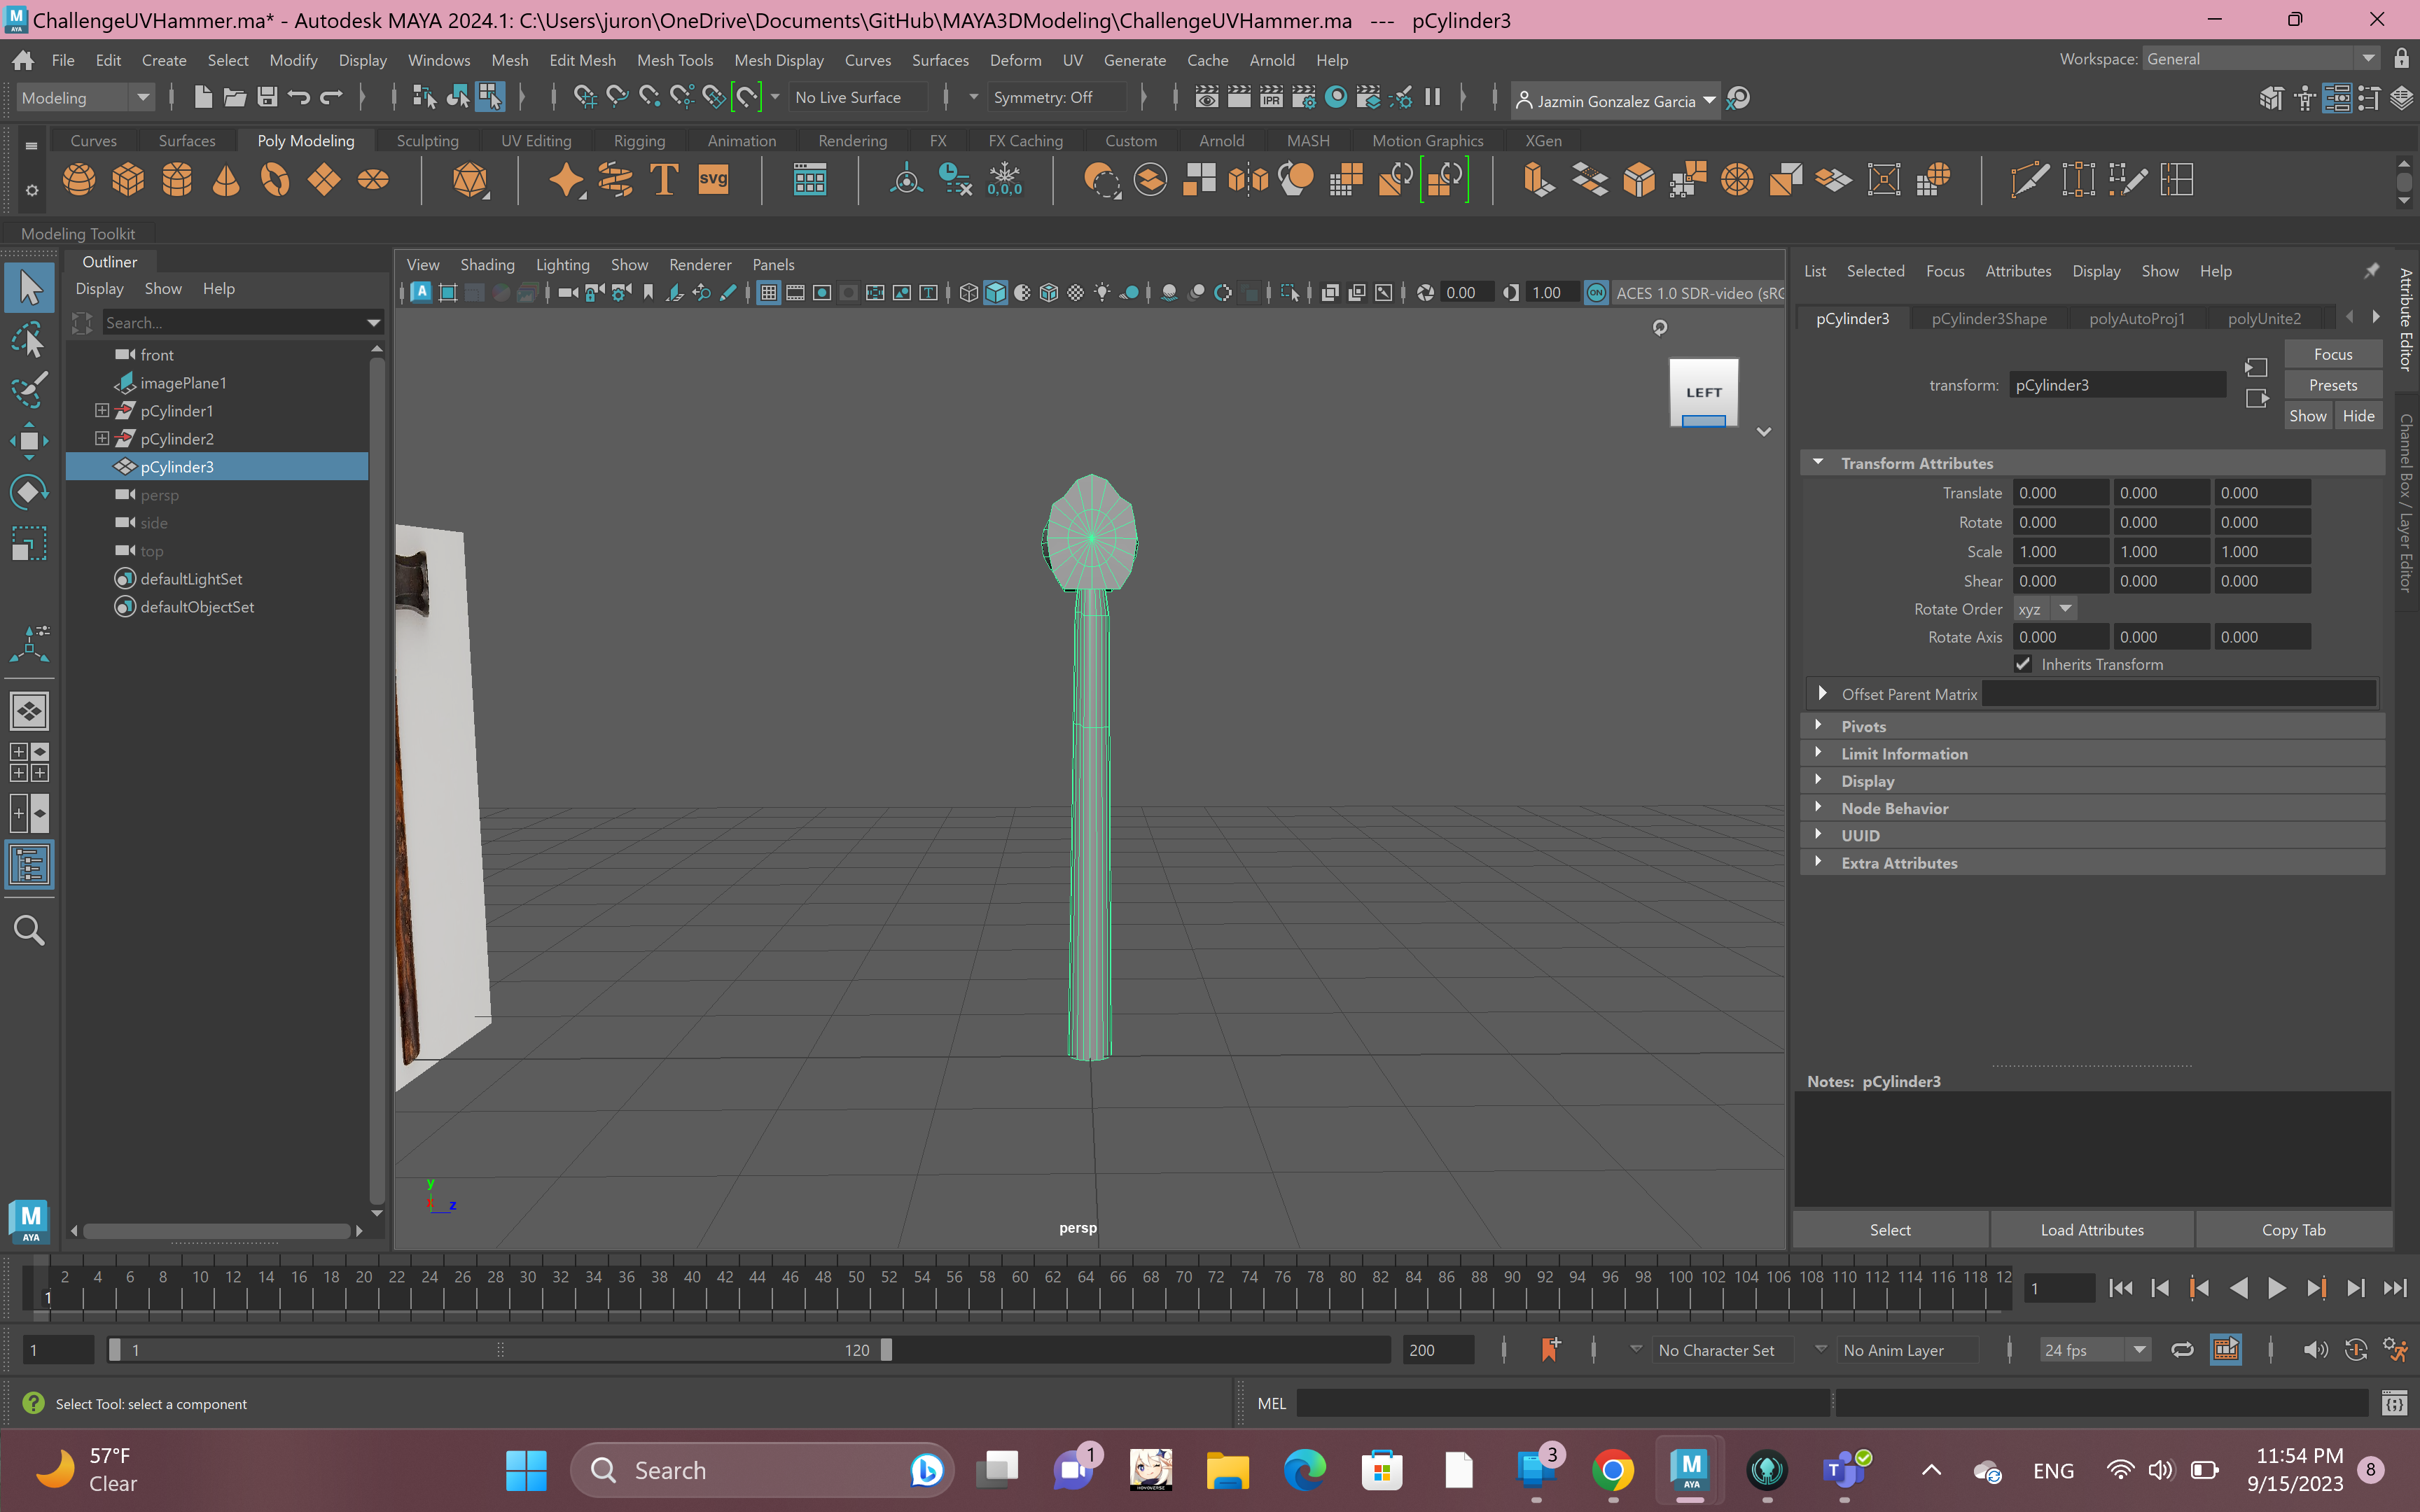 ChallengeUVHammer.ma* - Autodesk MAYA 2024.1: C:\Users\juron\OneDrive\Documents\GitHub\MAYA3DModeling\ChallengeUVHammer.ma --- pCylinder3
File Edit Create Select Modify Display Windows Mesh Edit Mesh Mesh Tools Mesh Display Curves Surfaces Deform UV Generate Cache Arnold Help
Workspace: General
Modeling
No Live Surface
Symmetry: Off
IPR
Jazmin Gonzalez Garcia
Curves Surfaces Poly Modeling Sculpting UV Editing Rigging Animation Rendering FX FX Caching Custom Arnold MASH Motion Graphics XGen
T svg 0,0,0
Modeling Toolkit
Outliner
Display Show Help
Search...
front
imagePlane1
pCylinder1
pCylinder2
pCylinder3
persp
side
top
defaultLightSet
defaultObjectSet
View Shading Lighting Show Renderer Panels
0.00 1.00 ON ACES 1.0 SDR-video (sRG
LEFT
y
z
persp
List Selected Focus Attributes Display Show Help
pCylinder3 pCylinder3Shape polyAutoProj1 polyUnite2
transform: pCylinder3
Focus
Presets
Show Hide
Transform Attributes
Translate 0.000 0.000 0.000
Rotate 0.000 0.000 0.000
Scale 1.000 1.000 1.000
Shear 0.000 0.000 0.000
Rotate Order xyz
Rotate Axis 0.000 0.000 0.000
Inherits Transform
Offset Parent Matrix
Pivots
Limit Information
Display
Node Behavior
UUID
Extra Attributes
Notes: pCylinder3
Select Load Attributes Copy Tab
Attribute Editor
Channel Box / Layer Editor
M
AYA
2 4 6 8 10 12 14 16 18 20 22 24 26 28 30 32 34 36 38 40 42 44 46 48 50 52 54 56 58 60 62 64 66 68 70 72 74 76 78 80 82 84 86 88 90 92 94 96 98 100 102 104 106 108 110 112 114 116 118 12
1
1
1 1 120 200
No Character Set
No Anim Layer
24 fps
Select Tool: select a component
MEL
57°F
Clear
Search
1
3
M
AYA
T
ENG
11:54 PM
9/15/2023
8